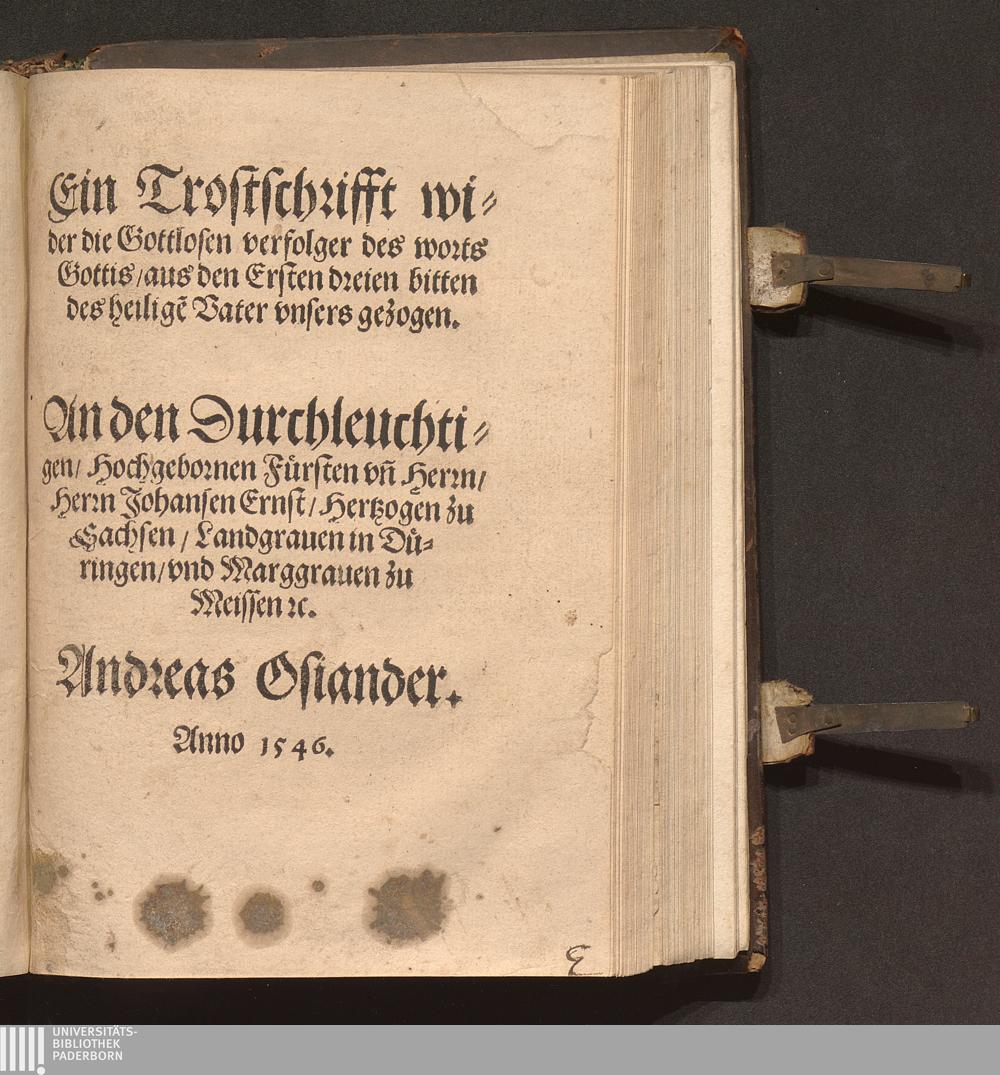 Ein Trostschrifft wi⸗
der die Gottlosen verfolger des worts
Gottis/aus den Ersten dreien bitten
des heiligē Vater vnsers gezogen.
An den Durchleuchti⸗
gen/ Hochgebornen Fürsten vñ Herrn/
Herrn Johansen Ernst/ Hertzogen zu
Sachsen/ Landgrauen in Dü⸗
ringen/vnd Marggrauen zu
Meissen ꝛc.
Andreas Osiander.
Anno 1546.
UNIVERSITÄTS-
BIBLIOTHEK
PADERBORN